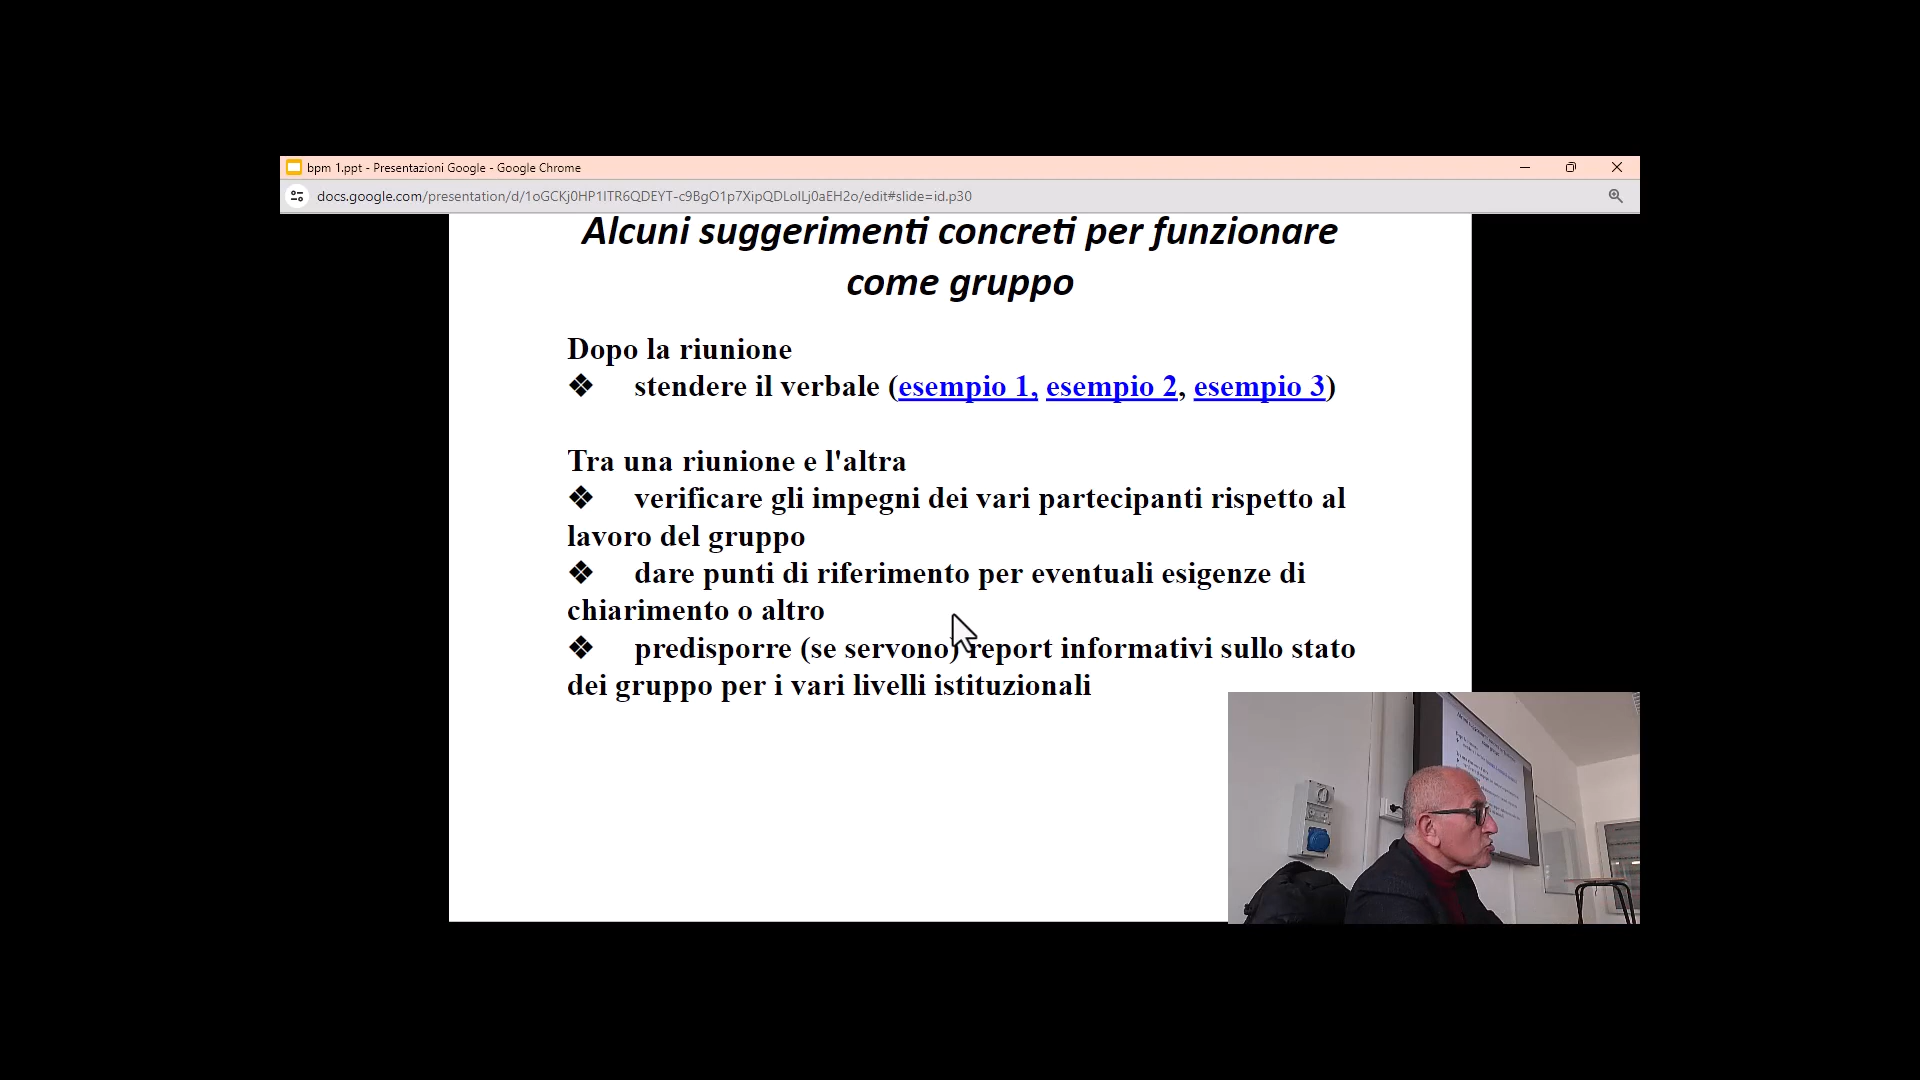 bpm 1.ppt - Presentazioni Google - Google Chrome
docs.google.com/presentation/d/1oGCKj0HP1ITR6QDEYT-c9BgO1p7XipQDLolLj0aEH2o/edit#slide=id.p30
Alcuni suggerimenti concreti per funzionare
come gruppo
Dopo la riunione
❖ stendere il verbale (esempio 1, esempio 2, esempio 3)
Tra una riunione e l'altra
❖ verificare gli impegni dei vari partecipanti rispetto al
lavoro del gruppo
❖ dare punti di riferimento per eventuali esigenze di
chiarimento o altro
❖ predisporre (se servono) report informativi sullo stato
dei gruppo per i vari livelli istituzionali